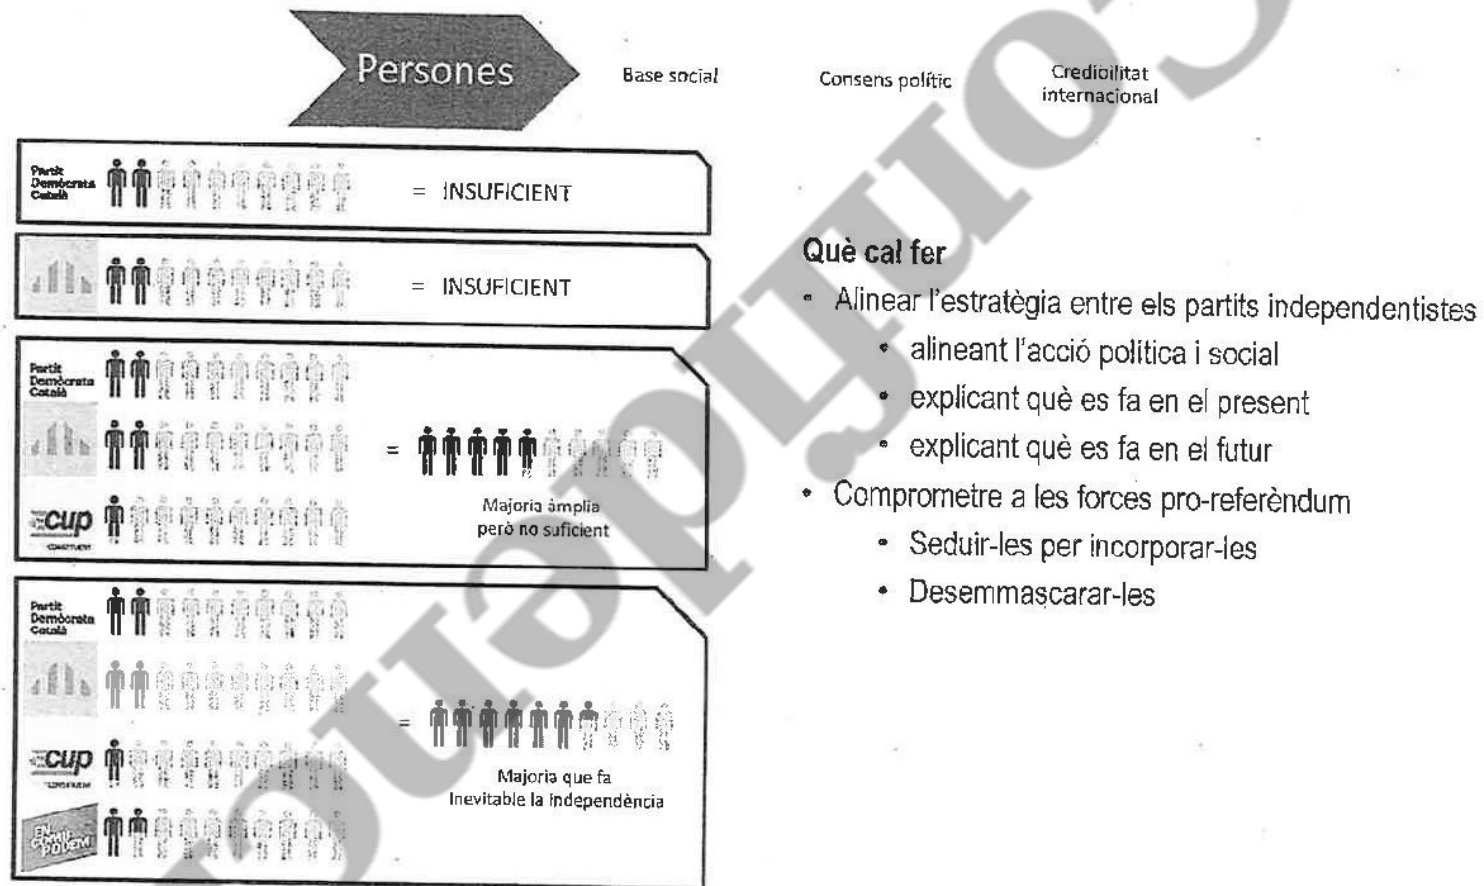 Persones
Base social
Consens polític
Credibilitat
internacional
Partit
Demòcrata
Català
= INSUFICIENT
= INSUFICIENT
Partit
Demòcrata
Català
cup
=
Majoria àmplia
però no suficient
Partit
Demòcrata
Català
cup
EN
COMÚ
PODEM
=
Majoria que fa
Inevitable la independència
Què cal fer
• Alinear l'estratègia entre els partits independentistes
• alineant l'acció política i social
• explicant què es fa en el present
• explicant què es fa en el futur
• Comprometre a les forces pro-referèndum
• Seduir-les per incorporar-les
• Desemmascarar-les
Confidenc